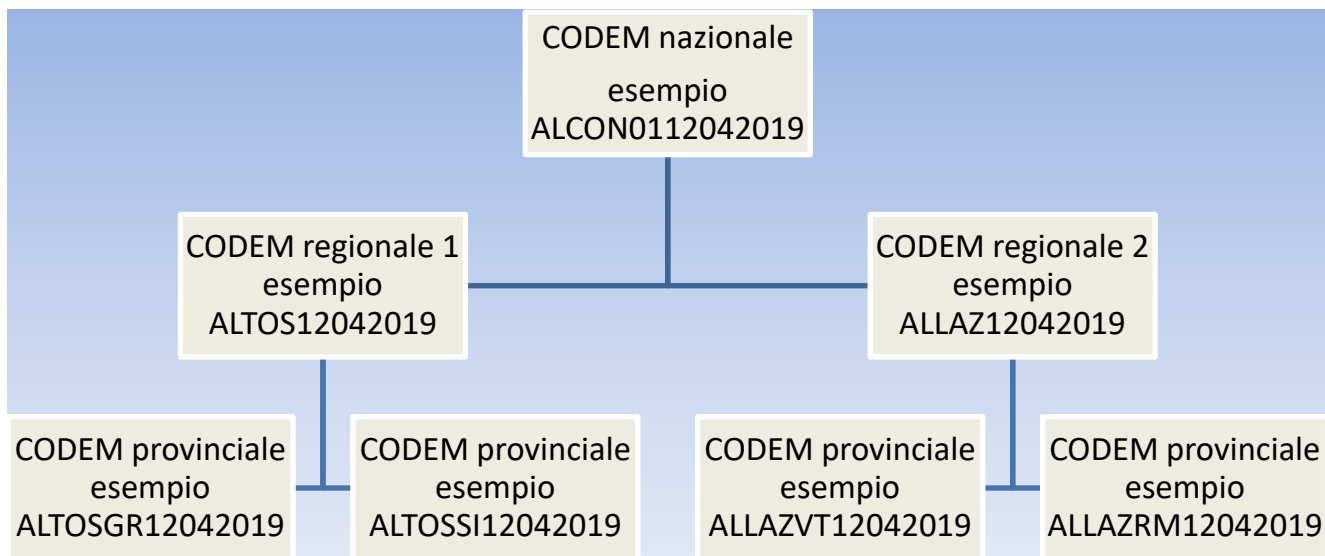 CODEM nazionale
esempio
ALCON0112042019
CODEM regionale 1
esempio
ALTOS12042019
CODEM regionale 2
esempio
ALLAZ12042019
CODEM provinciale
esempio
ALTOSGR12042019
CODEM provinciale
esempio
ALTOSSI12042019
CODEM provinciale
esempio
ALLAZVT12042019
CODEM provinciale
esempio
ALLAZRM12042019